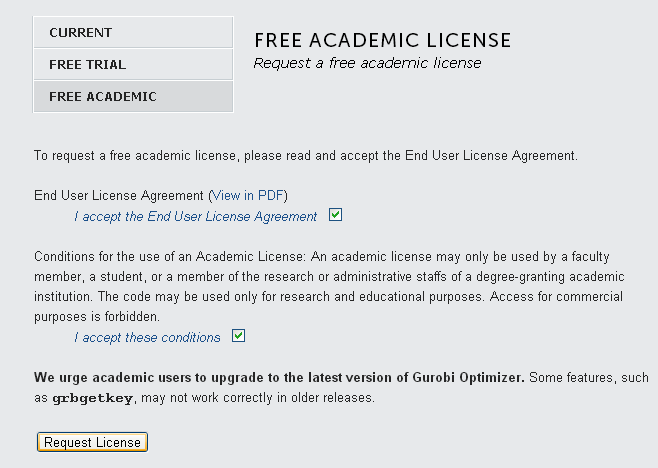 CURRENT
FREE TRIAL
FREE ACADEMIC
FREE ACADEMIC LICENSE
Request a free academic license
To request a free academic license, please read and accept the End User License Agreement.
End User License Agreement (View in PDF)
I accept the End User License Agreement
Conditions for the use of an Academic License: An academic license may only be used by a faculty
member, a student, or a member of the research or administrative staffs of a degree-granting academic
institution. The code may be used only for research and educational purposes. Access for commercial
purposes is forbidden.
I accept these conditions
We urge academic users to upgrade to the latest version of Gurobi Optimizer. Some features, such
as grbgetkey, may not work correctly in older releases.
Request License